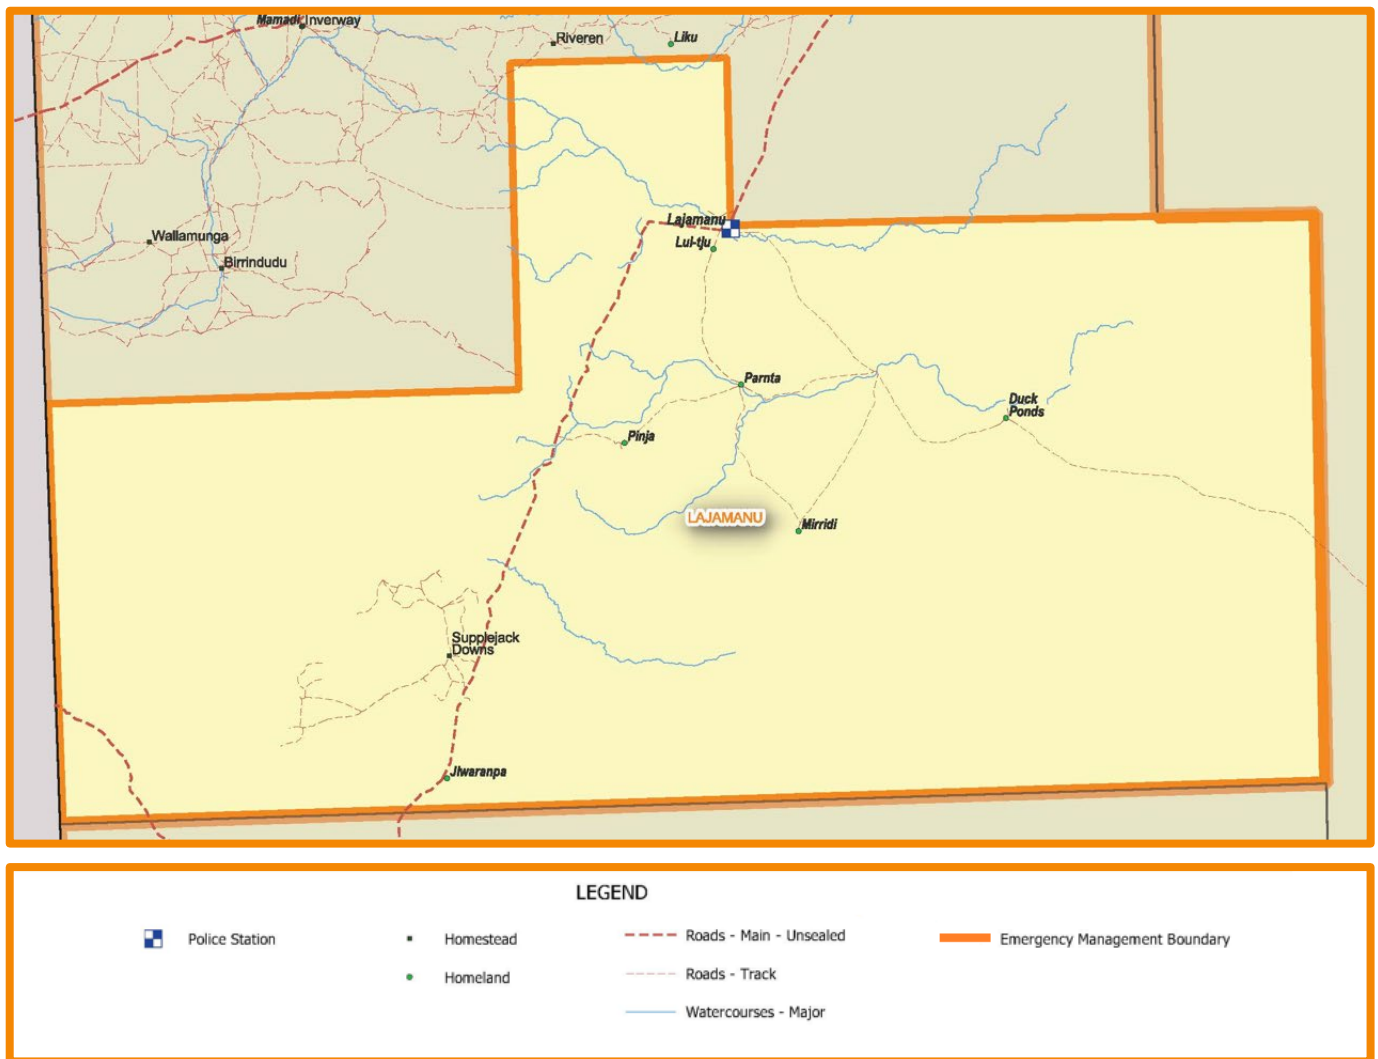 Mamadi Inverway
Riveren
Liku
Lajamanu
Lul-tju
Wallamunga
Birrindudu
Parnta
Duck
Ponds
Pinja
LAJAMANU
Mirridi
Supplejack
Downs
Jiwaranpa
LEGEND
Police Station
Homestead
Homeland
Roads - Main - Unsealed
Roads - Track
Watercourses - Major
Emergency Management Boundary